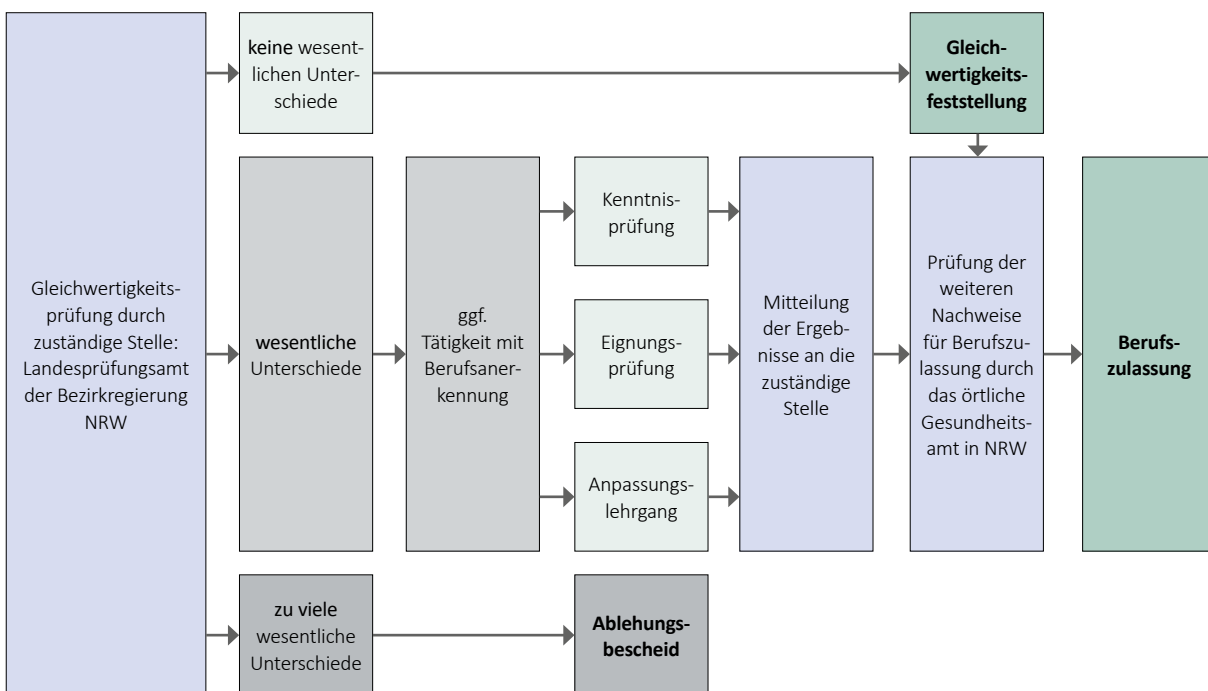 Gleichwertigkeits-
prüfung durch
zuständige Stelle:
Landesprüfungsamt
der Bezirkregierung
NRW
keine wesent-
lichen Unter-
schiede
Gleich-
wertigkeits-
feststellung
wesentliche
Unterschiede
ggf.
Tätigkeit mit
Berufsaner-
kennung
Kenntnis-
prüfung
Eignungs-
prüfung
Anpassungs-
lehrgang
Mitteilung
der Ergeb-
nisse an die
zuständige
Stelle
Prüfung der
weiteren
Nachweise
für Berufszu-
lassung durch
das örtliche
Gesundheits-
amt in NRW
Berufs-
zulassung
zu viele
wesentliche
Unterschiede
Ablehungs-
bescheid